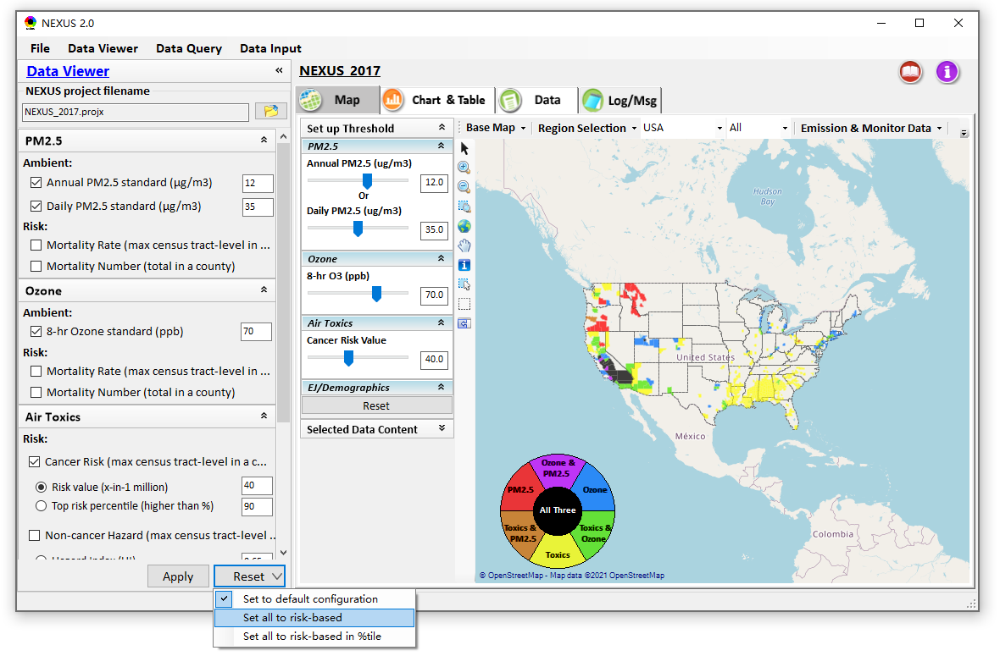 NEXUS 2.0
File Data Viewer Data Query Data Input
Data Viewer «
NEXUS project filename
NEXUS_2017.projx
PM2.5
Ambient:
Annual PM2.5 standard (µg/m3) 12
Daily PM2.5 standard (µg/m3) 35
Risk:
Mortality Rate (max census tract-level in ...
Mortality Number (total in a county)
Ozone
Ambient:
8-hr Ozone standard (ppb) 70
Risk:
Mortality Rate (max census tract-level in ...
Mortality Number (total in a county)
Air Toxics
Risk:
Cancer Risk (max census tract-level in a c...
Risk value (x-in-1 million) 40
Top risk percentile (higher than %) 90
Non-cancer Hazard (max census tract-level ..
Apply Reset
Set to default configuration
Set all to risk-based
Set all to risk-based in %tile
NEXUS_2017
Map Chart & Table Data Log/Msg
Set up Threshold
PM2.5
Annual PM2.5 (ug/m3)
12.0
Or
Daily PM2.5 (ug/m3)
35.0
Ozone
8-hr O3 (ppb)
70.0
Air Toxics
Cancer Risk Value
40.0
EJ/Demographics
Reset
Selected Data Content
Base Map Region Selection USA All Emission & Monitor Data
Hudson
Bay
United States
México
Colombia
Ozone &
PM2.5
PM2.5
Ozone
All Three
Toxics &
PM2.5
Toxics &
Ozone
Toxics
© OpenStreetMap - Map data ©2021 OpenStreetMap